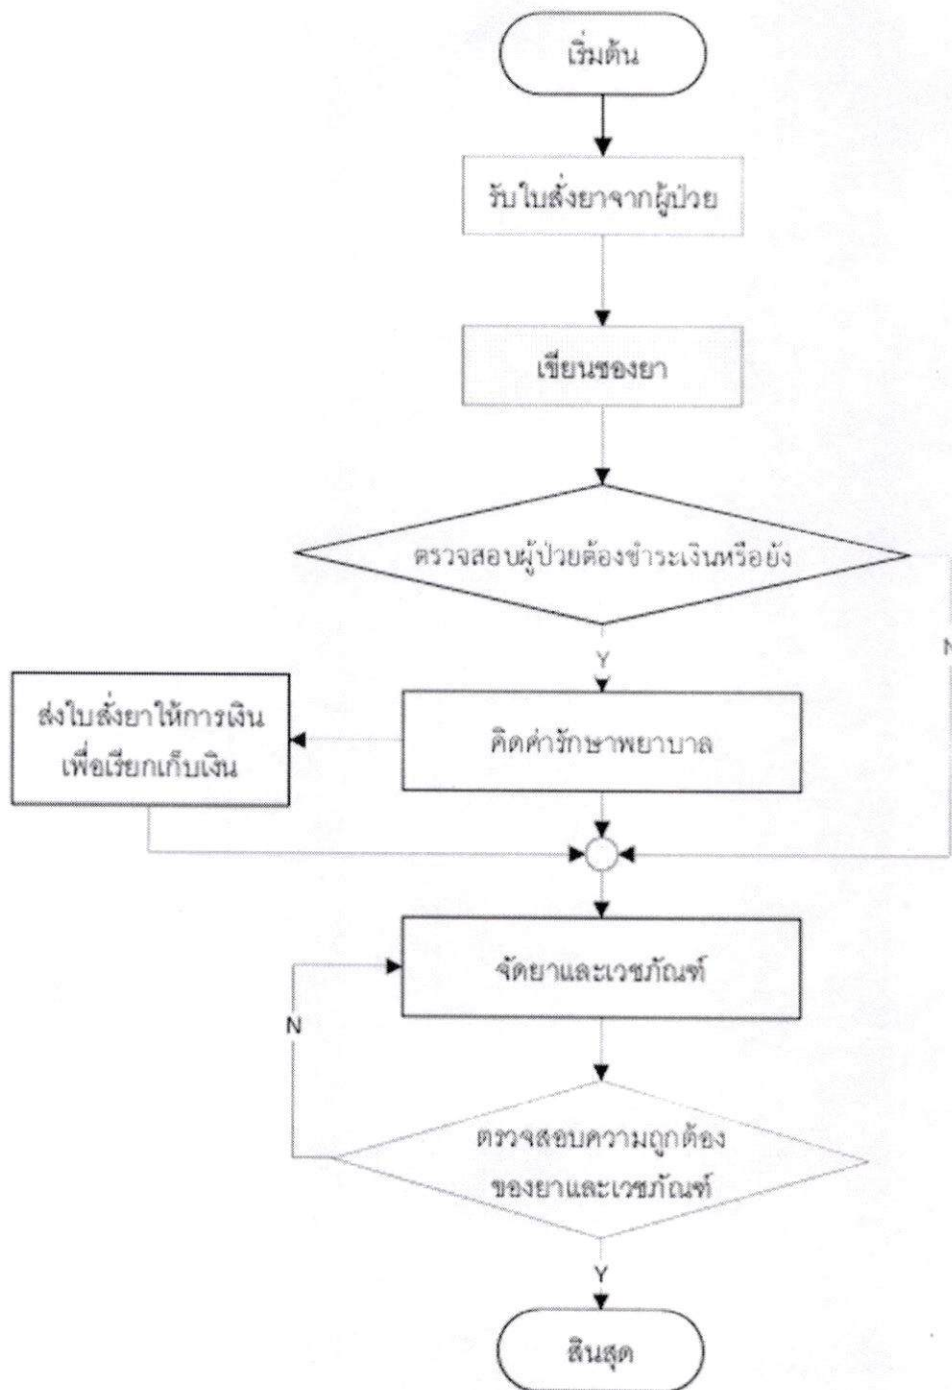 เริ่มต้น
รับใบสั่งยาจากผู้ป่วย
เขียนซองยา
ตรวจสอบผู้ป่วยต้องชำระเงินหรือยัง
N
Y
ส่งใบสั่งยาให้การเงิน
เพื่อเรียกเก็บเงิน
คิดค่ารักษาพยาบาล
จัดยาและเวชภัณฑ์
N
ตรวจสอบความถูกต้อง
ของยาและเวชภัณฑ์
Y
สิ้นสุด